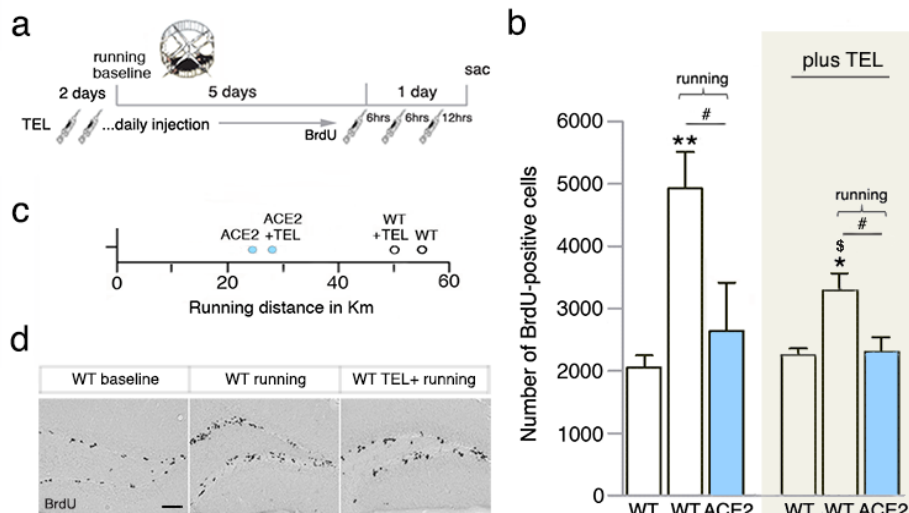 a
running
baseline
sac
2 days
5 days
1 day
TEL
...daily injection
BrdU
6hrs
6hrs
12hrs
b
plus TEL
running
#
**
running
#
$
*
Number of BrdU-positive cells
6000
5000
4000
3000
2000
1000
0
WT WT ACE2 WT WT ACE2
c
ACE2 ACE2 +TEL WT +TEL WT
0 20 40 60
Running distance in Km
d
WT baseline WT running WT TEL+ running
BrdU